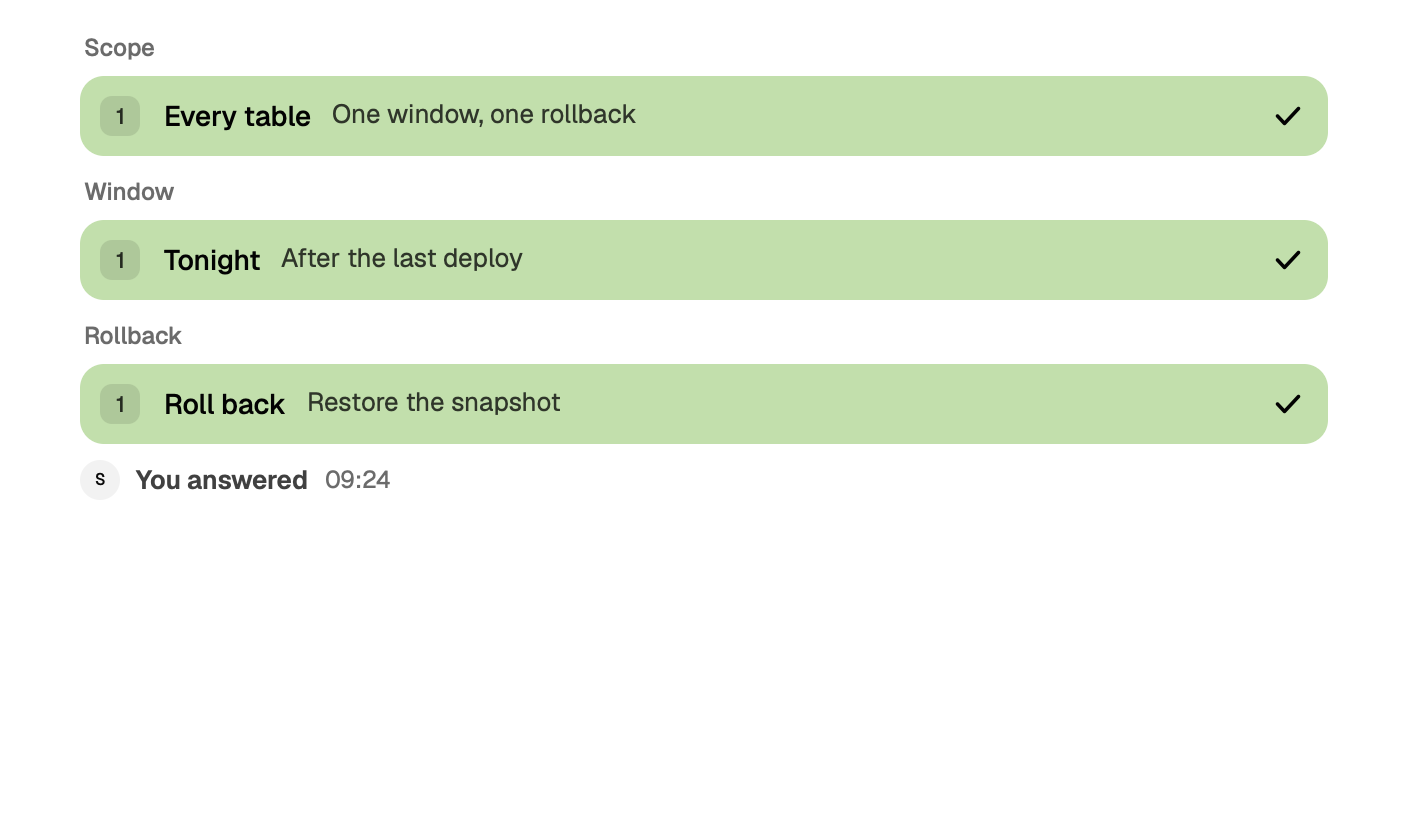 Scope
1 Every table One window, one rollback
Window
1 Tonight After the last deploy
Rollback
1 Roll back Restore the snapshot
S You answered 09:24